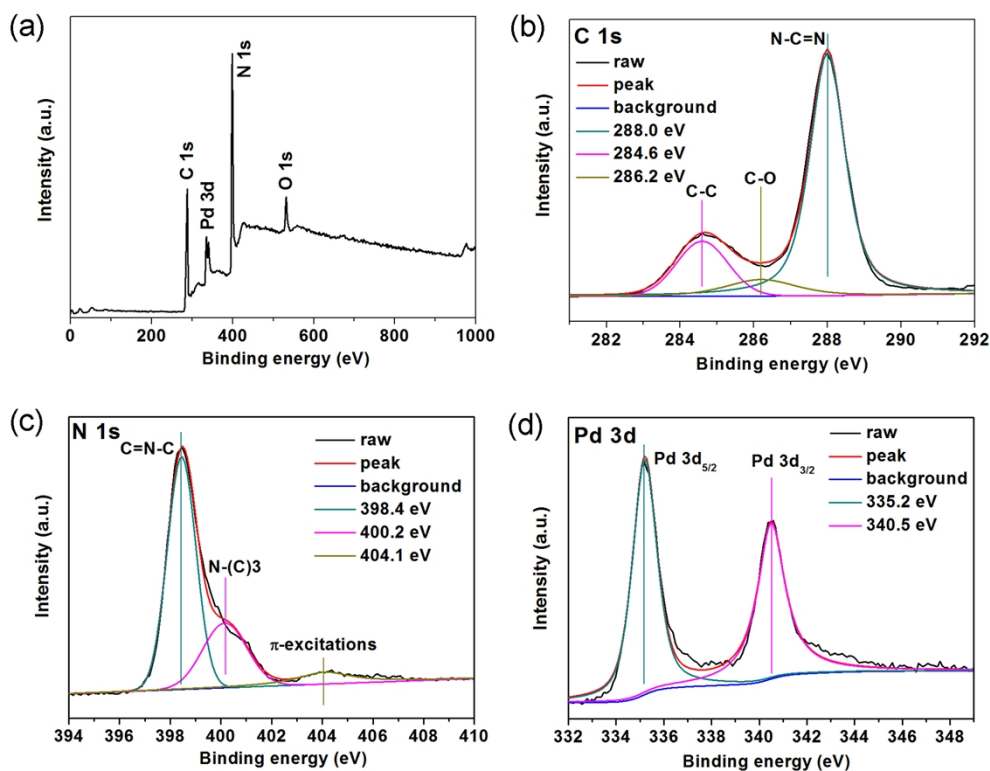 (a)
Intensity (a.u.)
C 1s
Pd 3d
N 1s
O 1s
0 200 400 600 800 1000
Binding energy (eV)
(b)
C 1s
raw
peak
background
288.0 eV
284.6 eV
286.2 eV
N-C=N
C-C
C-O
Intensity (a.u.)
282 284 286 288 290 292
Binding energy (eV)
(c)
N 1s
C=N-C
raw
peak
background
398.4 eV
400.2 eV
404.1 eV
N-(C)3
π-excitations
Intensity (a.u.)
394 396 398 400 402 404 406 408 410
Binding energy (eV)
(d)
Pd 3d
Pd 3d5/2
Pd 3d3/2
raw
peak
background
335.2 eV
340.5 eV
Intensity (a.u.)
332 334 336 338 340 342 344 346 348
Binding energy (eV)